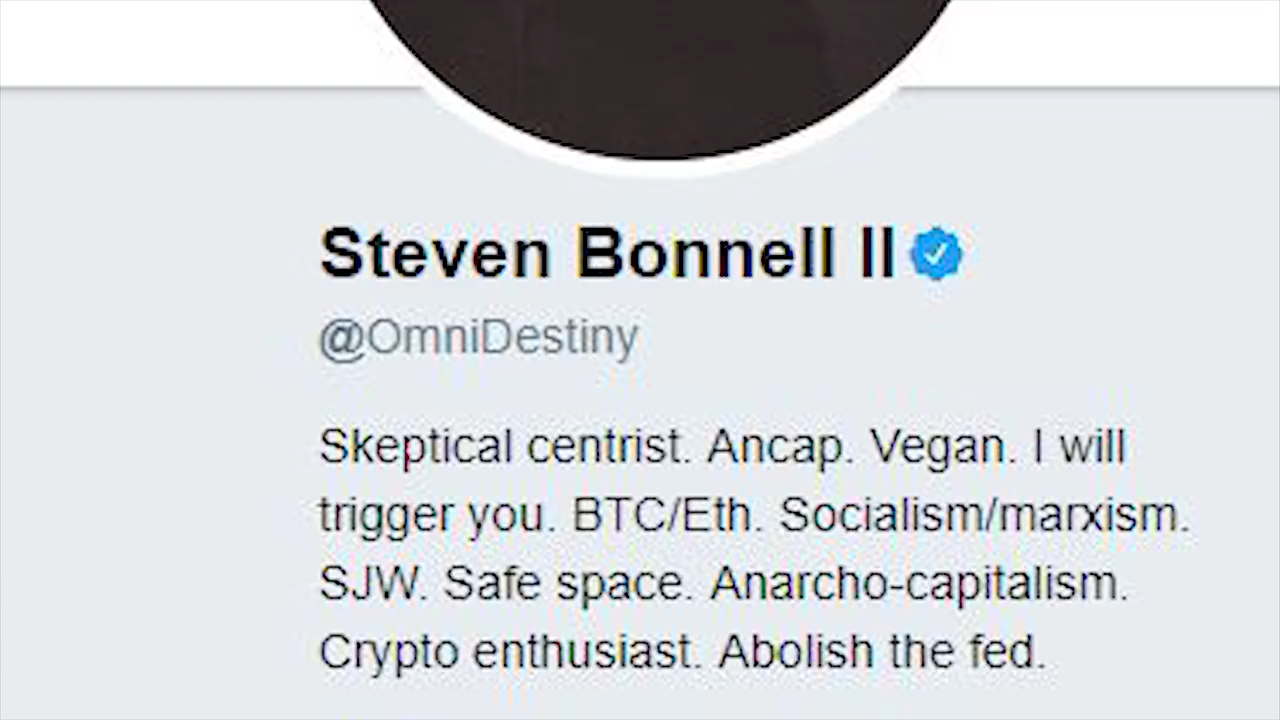 Steven Bonnell II
@OmniDestiny
Skeptical centrist. Ancap. Vegan. I will
trigger you. BTC/Eth. Socialism/marxism.
SJW. Safe space. Anarcho-capitalism.
Crypto enthusiast. Abolish the fed.